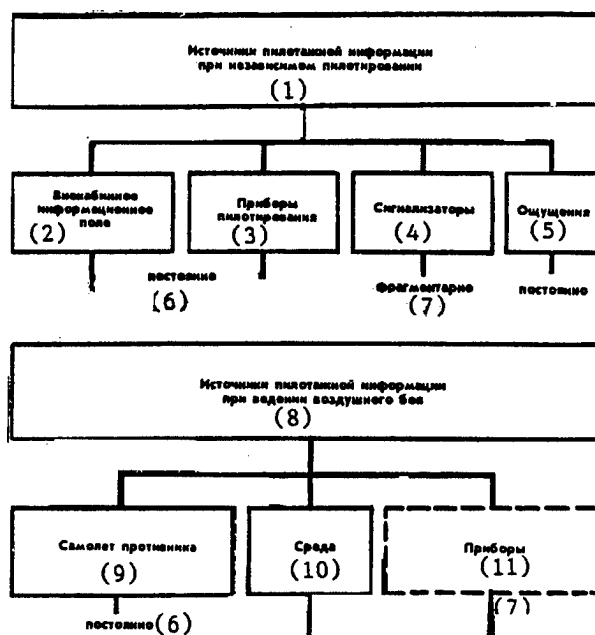 Источники пилотажной информации
при независимом пилотировании
(1)
Внекабинное
информационное
поле
(2)
Приборы
пилотирования
(3)
Сигнализаторы
(4)
Ощущения
(5)
постоянно
(6)
фрагментарно
(7)
постоянно
Источники пилотажной информации
при ведении воздушного боя
(8)
Самолет противника
(9)
Среда
(10)
Приборы
(11)
постоянно (6)
(7)